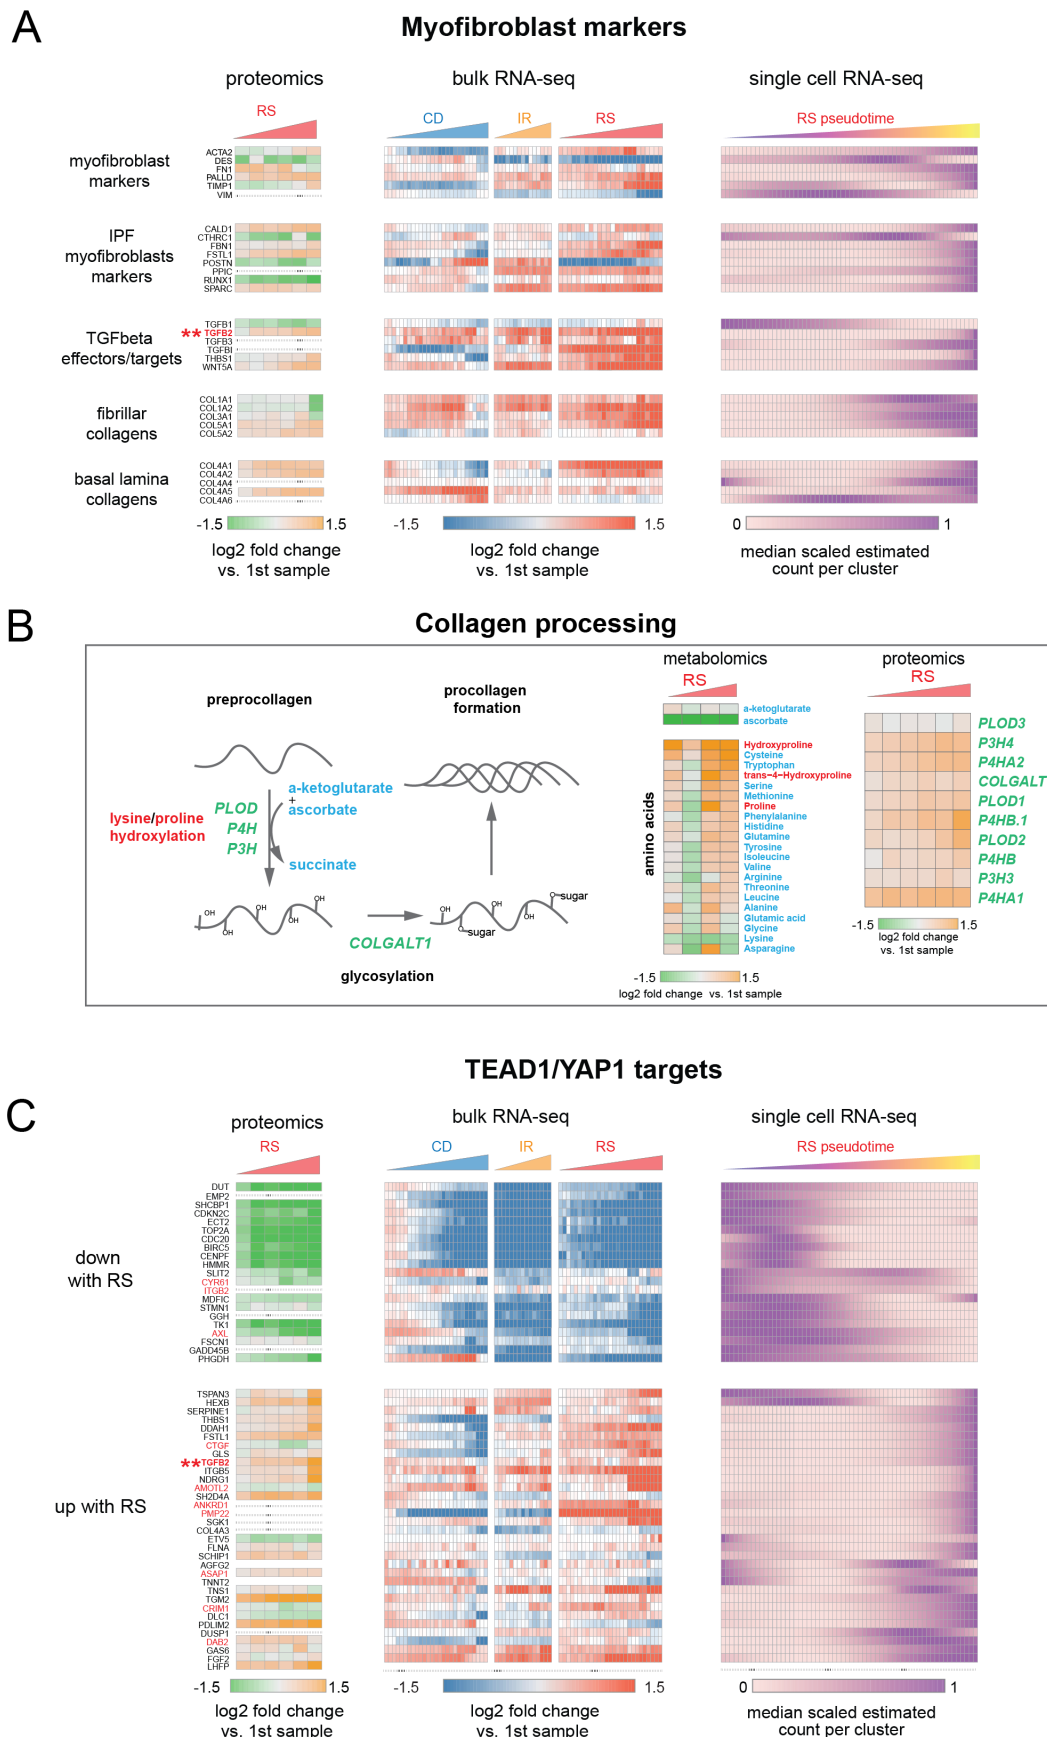 A
Myofibroblast markers
proteomics
bulk RNA-seq
single cell RNA-seq
RS
CD
IR
RS
RS pseudotime
myofibroblast
markers
ACTA2
DES
FN1
PALLD
TIMP1
VIM
IPF
myofibroblasts
markers
CALD1
CTHRC1
FBN1
FSTL1
POSTN
PPIC
RUNX1
SPARC
TGFbeta
effectors/targets
TGFB1
** TGFB2
TGFB3
TGFBI
THBS1
WNT5A
fibrillar
collagens
COL1A1
COL1A2
COL3A1
COL5A1
COL5A2
basal lamina
collagens
COL4A1
COL4A2
COL4A4
COL4A5
COL4A6
-1.5
1.5
log2 fold change
vs. 1st sample
-1.5
1.5
log2 fold change
vs. 1st sample
0
1
median scaled estimated
count per cluster
B
Collagen processing
preprocollagen
procollagen
formation
lysine/proline
hydroxylation
PLOD
P4H
P3H
a-ketoglutarate
+
ascorbate
succinate
OH
OH
OH
OH
OH
COLGALT1
glycosylation
OH
OH
OH
O
sugar
O
sugar
metabolomics
RS
a-ketoglutarate
ascorbate
amino acids
Hydroxyproline
Cysteine
Tryptophan
trans-4-Hydroxyproline
Serine
Methionine
Proline
Phenylalanine
Histidine
Glutamine
Tyrosine
Isoleucine
Valine
Arginine
Threonine
Leucine
Alanine
Glutamic acid
Glycine
Lysine
Asparagine
-1.5
1.5
log2 fold change vs. 1st sample
proteomics
RS
PLOD3
P3H4
P4HA2
COLGALT
PLOD1
P4HB.1
PLOD2
P4HB
P3H3
P4HA1
-1.5
1.5
log2 fold change
vs. 1st sample
TEAD1/YAP1 targets
C
proteomics
bulk RNA-seq
single cell RNA-seq
RS
CD
IR
RS
RS pseudotime
down
with RS
DUT
EMP2
SHCBP1
CDKN2C
ECT2
TOP2A
CDC20
BIRC5
CENPF
HMMR
SLIT2
CYR61
ITGB2
MDFIC
STMN1
GGH
TK1
AXL
FSCN1
GADD45B
PHGDH
up with RS
TSPAN3
HEXB
SERPINE1
THBS1
DDAH1
FSTL1
CTGF
GLS
**TGFB2
ITGB5
NDRG1
AMOTL2
SH2D4A
ANKRD1
PMP22
SGK1
COL4A3
ETV5
FLNA
SCHIP1
AGFG2
ASAP1
TNNT2
TNS1
TGM2
CRIM1
DLC1
PDLIM2
DUSP1
DAB2
GAS6
FGF2
LHFP
-1.5
1.5
log2 fold change
vs. 1st sample
-1.5
1.5
log2 fold change
vs. 1st sample
0
1
median scaled estimated
count per cluster